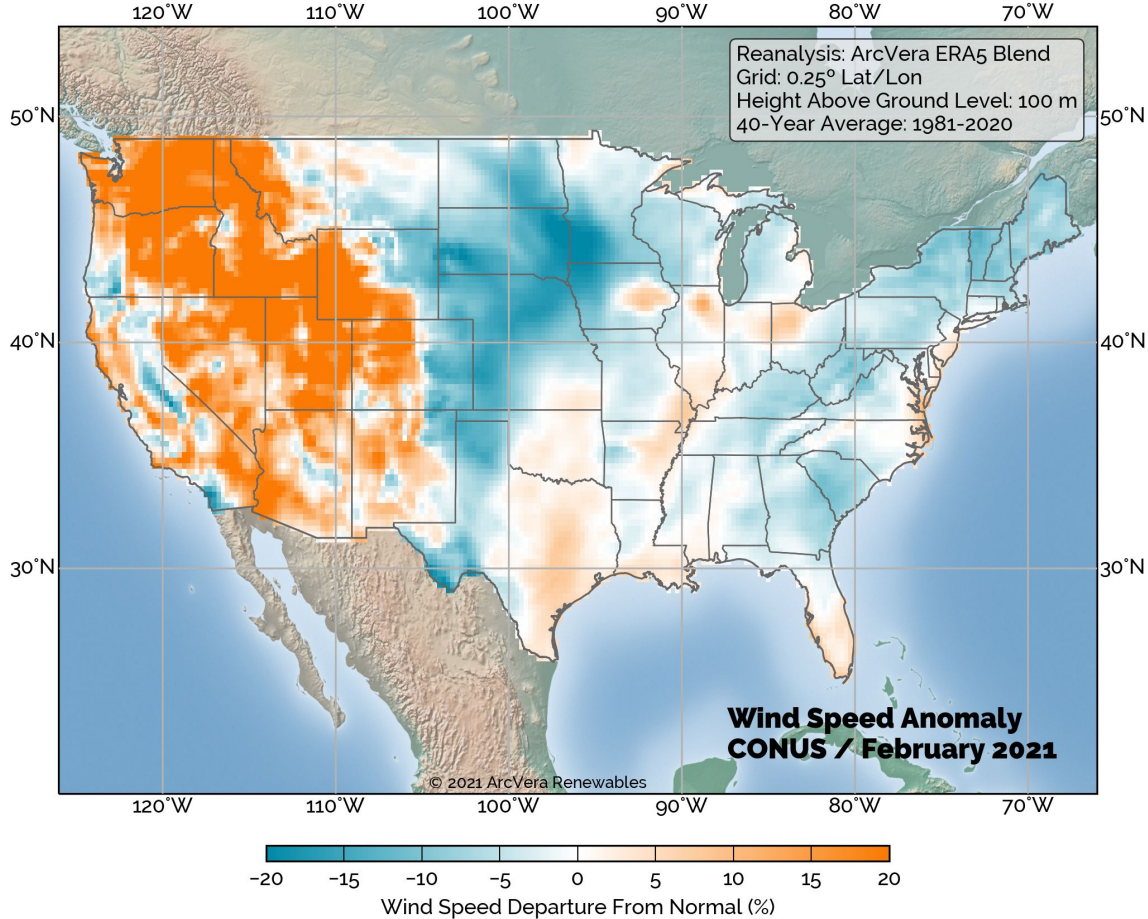 120°W 110°W 100°W 90°W 80°W 70°W
Reanalysis: ArcVera ERA5 Blend
Grid: 0.25º Lat/Lon
Height Above Ground Level: 100 m
40-Year Average: 1981-2020
50°N 50°N
40°N 40°N
30°N 30°N
Wind Speed Anomaly
CONUS / February 2021
© 2021 ArcVera Renewables
120°W 110°W 100°W 90°W 80°W 70°W
−20 −15 −10 −5 0 5 10 15 20
Wind Speed Departure From Normal (%)